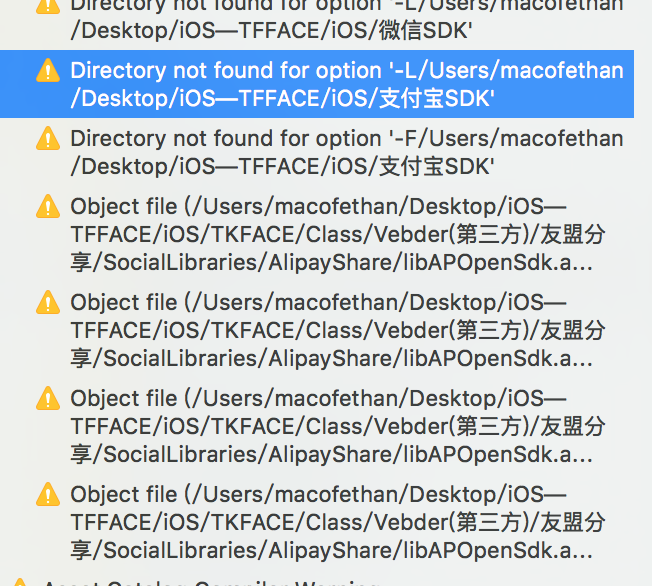 Directory not found for option '-L/Users/macofethan
/Desktop/iOS—TFFACE/iOS/微信SDK'
Directory not found for option '-L/Users/macofethan
/Desktop/iOS—TFFACE/iOS/支付宝SDK'
Directory not found for option '-F/Users/macofethan
/Desktop/iOS—TFFACE/iOS/支付宝SDK'
Object file (/Users/macofethan/Desktop/iOS—
TFFACE/iOS/TKFACE/Class/Vebder(第三方)/友盟分
享/SocialLibraries/AlipayShare/libAPOpenSdk.a...
Object file (/Users/macofethan/Desktop/iOS—
TFFACE/iOS/TKFACE/Class/Vebder(第三方)/友盟分
享/SocialLibraries/AlipayShare/libAPOpenSdk.a...
Object file (/Users/macofethan/Desktop/iOS—
TFFACE/iOS/TKFACE/Class/Vebder(第三方)/友盟分
享/SocialLibraries/AlipayShare/libAPOpenSdk.a...
Object file (/Users/macofethan/Desktop/iOS—
TFFACE/iOS/TKFACE/Class/Vebder(第三方)/友盟分
享/SocialLibraries/AlipayShare/libAPOpenSdk.a...
Asset Catalog Compiler Warning